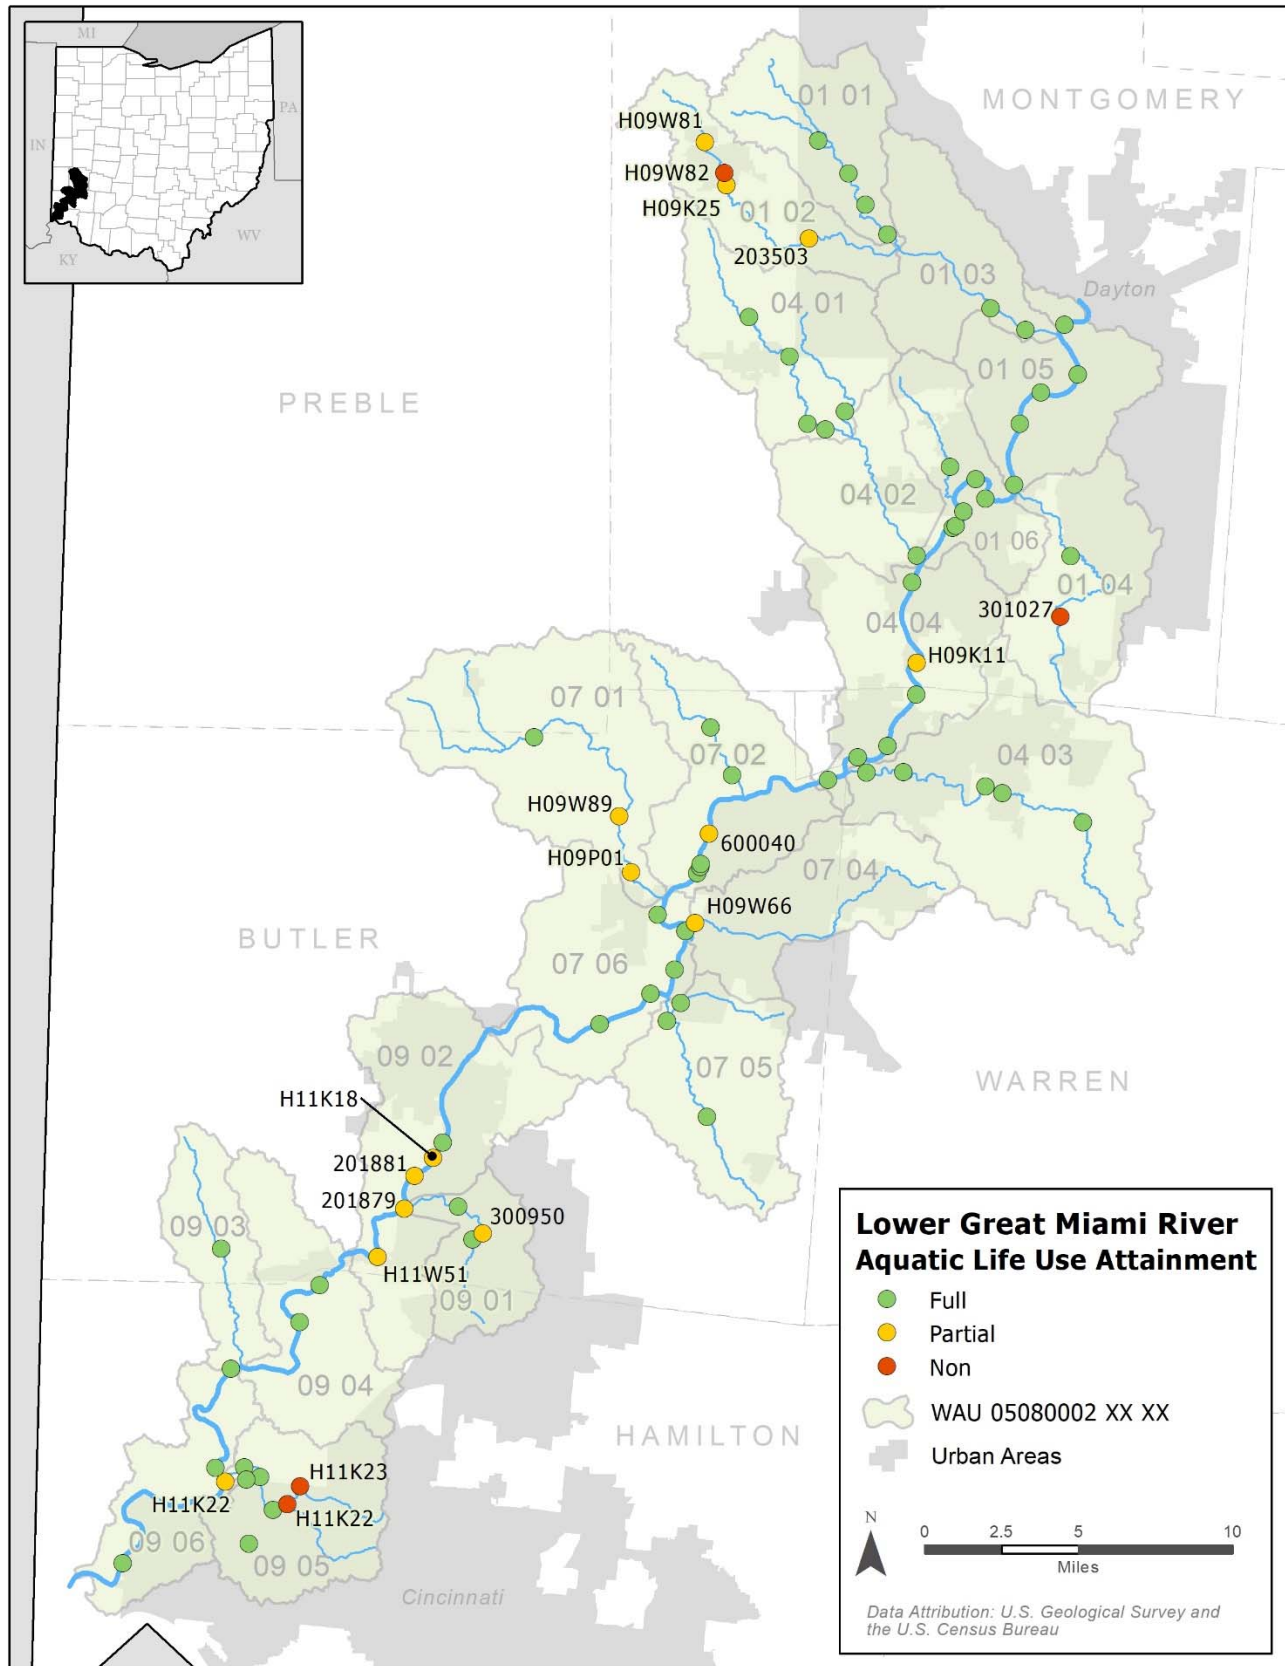 MI
PA
IN
WV
KY
01 01
MONTGOMERY
H09W81
H09W82
H09K25
01 02
203503
01 03
Dayton
04 01
01 05
PREBLE
04 02
01 06
01 04
301027
04 04
H09K11
07 01
07 02
04 03
H09W89
600040
H09P01
07 04
H09W66
BUTLER
07 06
09 02
07 05
WARREN
H11K18
201881
201879
300950
09 03
H11W51
09 01
09 04
HAMILTON
H11K23
H11K22
H11K22
09 06
09 05
Cincinnati
Lower Great Miami River
Aquatic Life Use Attainment
Full
Partial
Non
WAU 05080002 XX XX
Urban Areas
N
0 2.5 5 10
Miles
Data Attribution: U.S. Geological Survey and
the U.S. Census Bureau